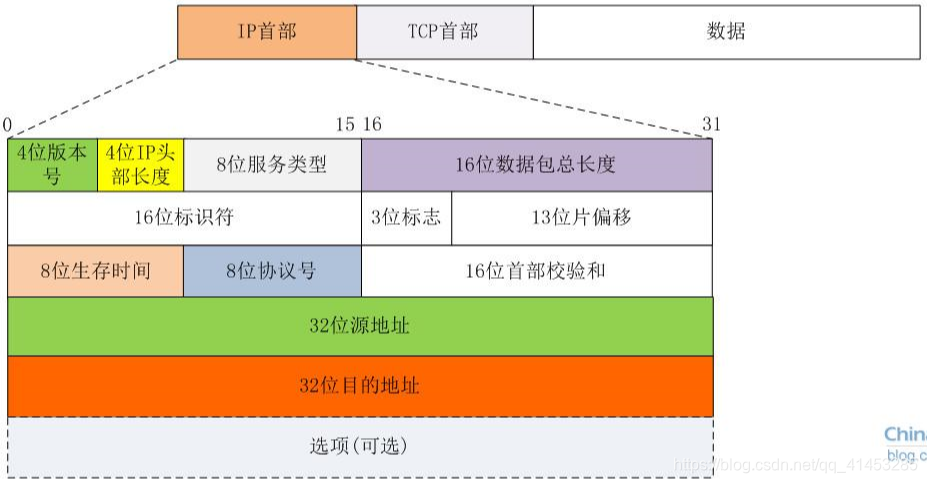 IP首部 TCP首部 数据
0 15 16 31
4位版本
号
4位IP头
部长度
8位服务类型
16位数据包总长度
16位标识符
3位标志
13位片偏移
8位生存时间
8位协议号
16位首部校验和
32位源地址
32位目的地址
选项(可选)
China
blog.c
https://blog.csdn.net/qq_41453285